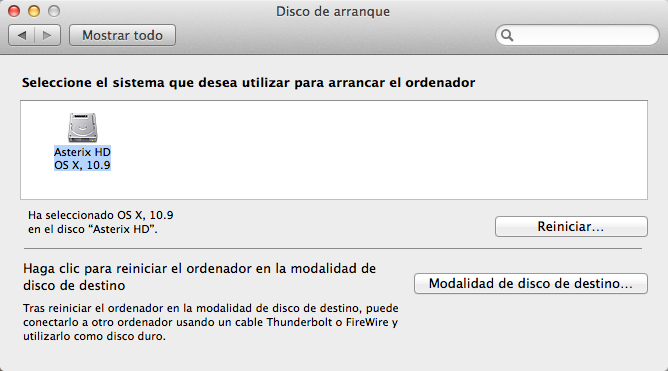 Disco de arranque
Mostrar todo
Seleccione el sistema que desea utilizar para arrancar el ordenador
Asterix HD
OS X, 10.9
Ha seleccionado OS X, 10.9
en el disco “Asterix HD”.
Reiniciar...
Haga clic para reiniciar el ordenador en la modalidad de
disco de destino
Modalidad de disco de destino...
Tras reiniciar el ordenador en la modalidad de disco de destino, puede
conectarlo a otro ordenador usando un cable Thunderbolt o FireWire y
utilizarlo como disco duro.